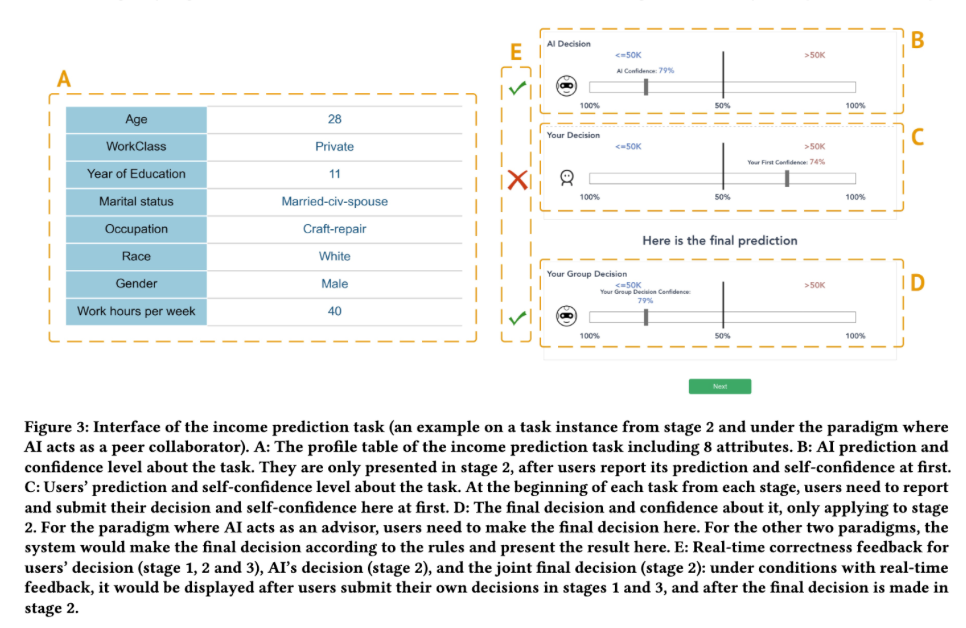 A
Age 28
WorkClass Private
Year of Education 11
Marital status Married-civ-spouse
Occupation Craft-repair
Race White
Gender Male
Work hours per week 40
E
B
AI Decision
<=50K >50K
AI Confidence: 79%
100% 50% 100%
C
Your Decision
<=50K >50K
Your First Confidence: 74%
100% 50% 100%
Here is the final prediction
D
Your Group Decision
<=50K >50K
Your Group Decision Confidence:
79%
100% 50% 100%
Next
Figure 3: Interface of the income prediction task (an example on a task instance from stage 2 and under the paradigm where
AI acts as a peer collaborator). A: The profile table of the income prediction task including 8 attributes. B: AI prediction and
confidence level about the task. They are only presented in stage 2, after users report its prediction and self-confidence at first.
C: Users' prediction and self-confidence level about the task. At the beginning of each task from each stage, users need to report
and submit their decision and self-confidence here at first. D: The final decision and confidence about it, only applying to stage
2. For the paradigm where AI acts as an advisor, users need to make the final decision here. For the other two paradigms, the
system would make the final decision according to the rules and present the result here. E: Real-time correctness feedback for
users' decision (stage 1, 2 and 3), AI's decision (stage 2), and the joint final decision (stage 2): under conditions with real-time
feedback, it would be displayed after users submit their own decisions in stages 1 and 3, and after the final decision is made in
stage 2.